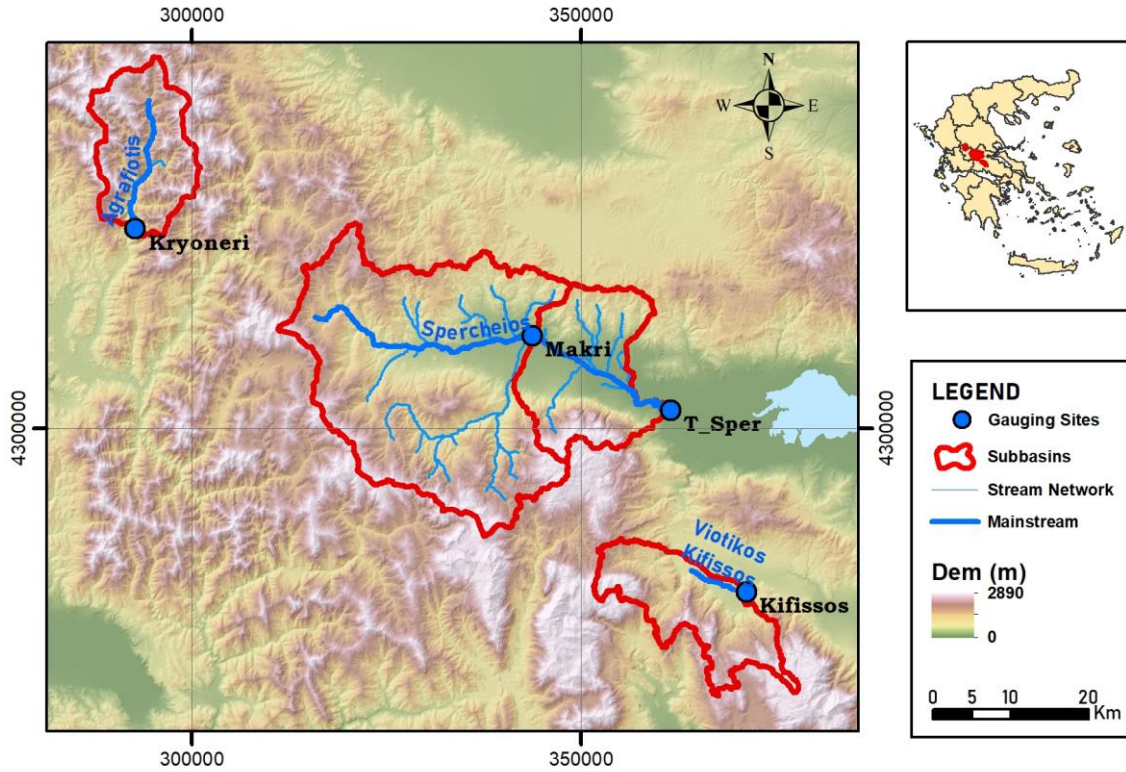 300000
350000
N
W
E
S
Agrafiotis
Kryoneri
Spercheios
Makri
T_Sper
4300000
4300000
Viotikos
Kifissos
Kifissos
300000
350000
LEGEND
Gauging Sites
Subbasins
Stream Network
Mainstream
Dem (m)
2890
0
0 5 10 20
Km